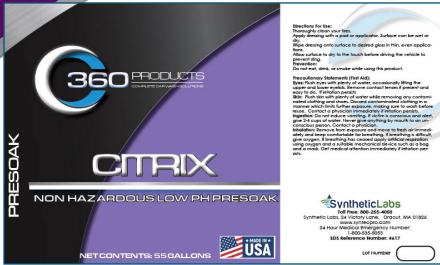 360 PRODUCTS
COMPLETE CAR WASH SOLUTIONS
PRESOAK
CITRIX
NON HAZARDOUS LOW PH PRESOAK
NET CONTENTS: 55 GALLONS
MADE IN
USA
Directions For Use:
Thoroughly clean your tires.
Apply dressing with a pad or applicator. Surface can be wet or
dry.
Wipe dressing onto surface to desired gloss in thin, even applica-
tions.
Allow surface to dry to the touch before driving the vehicle to
prevent sling.
Prevention:
Do not eat, drink, or smoke while using this product.
Precautionary Statements (First Aid):
Eyes: Flush eyes with plenty of water, occasionally lifting the
upper and lower eyelids. Remove contact lenses if present and
easy to do. If irritation persists
Skin: Flush skin with plenty of water while removing any contami-
nated clothing and shoes. Discard contaminated clothing in a
manner which limits further exposure, making sure to wash before
reuse. Contact a physician immediately if irritation persist.
Ingestion: Do not induce vomiting. If victim is conscious and alert,
give 2-4 cups of water. Never give anything by mouth to an un-
conscious person. Contact a physician.
Inhalation: Remove from exposure and move to fresh air immedi-
ately and keep comfortable for breathing. If breathing is difficult,
give oxygen. If breathing has ceased apply artificial respiration
using oxygen and a suitable mechanical device such as a bag
and a mask. Get medical attention immediately if irritation per-
sists.
SyntheticLabs
Toll Free: 800-255-4050
Synthetic Labs, 24 Victory Lane, Dracut, MA 01826
www.syntecpro.com
24 Hour Medical Emergency Number:
1-800-535-5053
SDS Reference Number: 4617
Lot Number